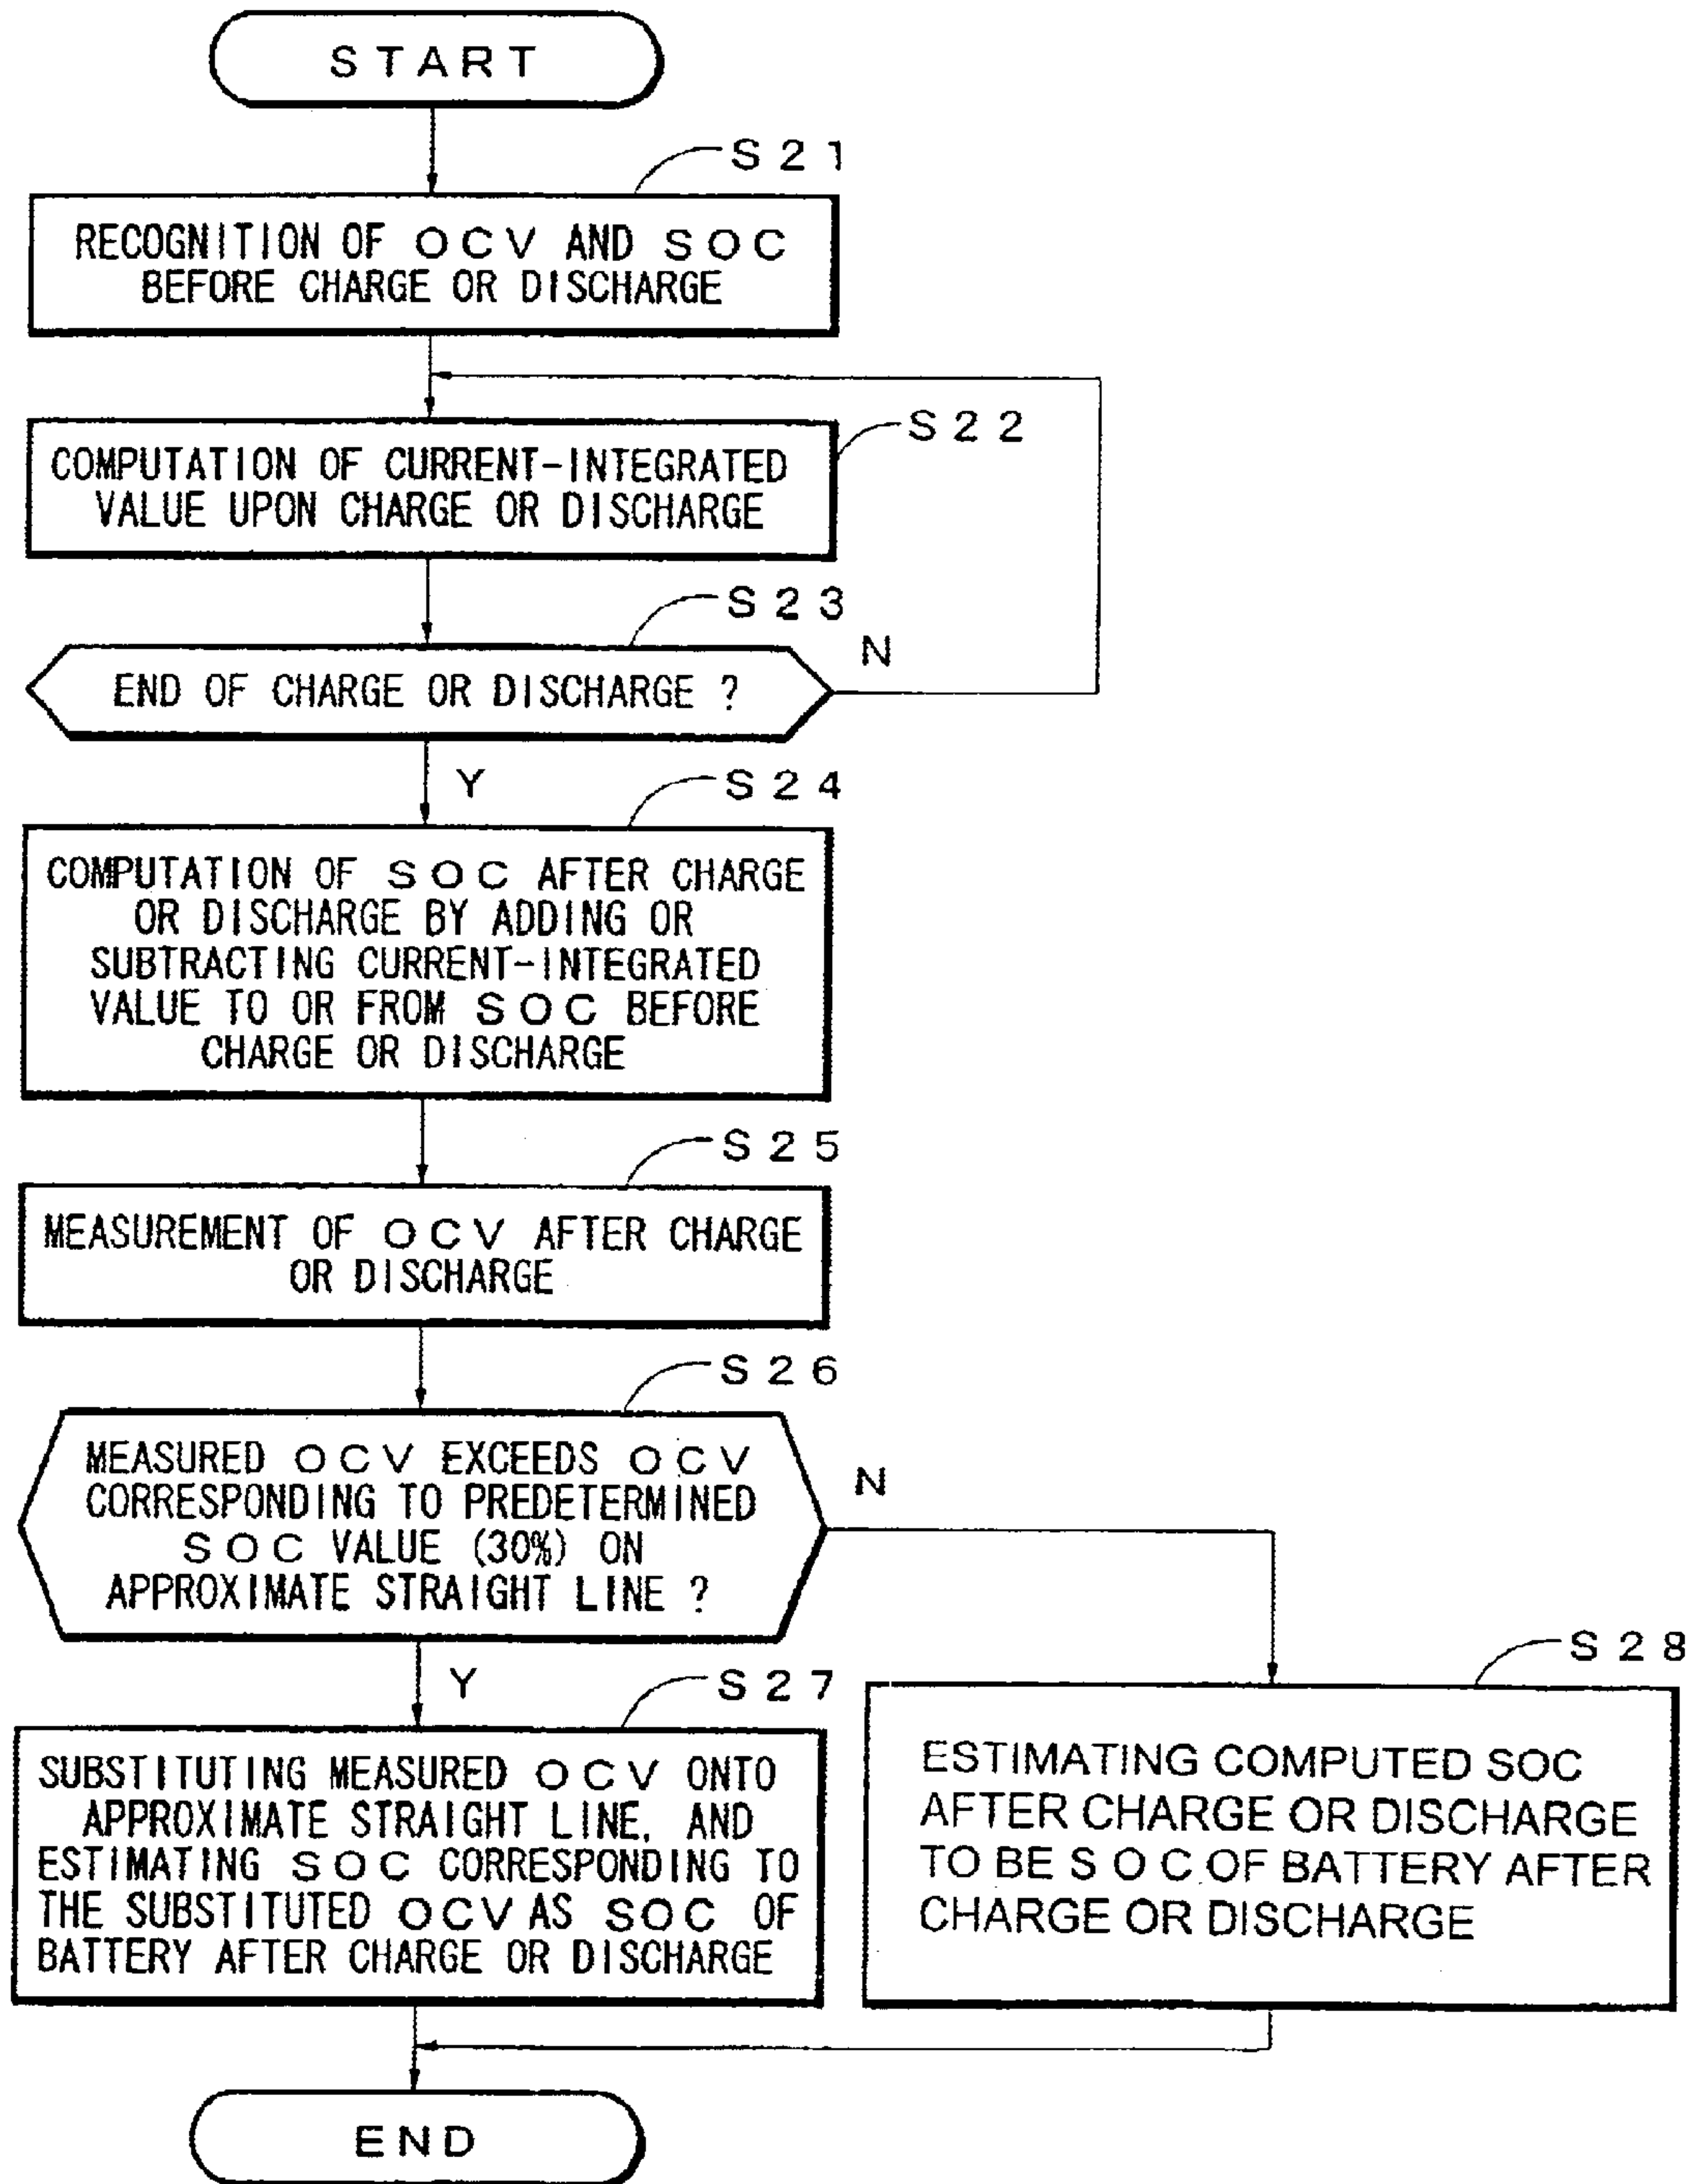 START
S21
RECOGNITION OF OCV AND SOC
BEFORE CHARGE OR DISCHARGE
S22
COMPUTATION OF CURRENT-INTEGRATED
VALUE UPON CHARGE OR DISCHARGE
S23
END OF CHARGE OR DISCHARGE ?
N
Y
S24
COMPUTATION OF SOC AFTER CHARGE
OR DISCHARGE BY ADDING OR
SUBTRACTING CURRENT-INTEGRATED
VALUE TO OR FROM SOC BEFORE
CHARGE OR DISCHARGE
S25
MEASUREMENT OF OCV AFTER CHARGE
OR DISCHARGE
S26
MEASURED OCV EXCEEDS OCV
CORRESPONDING TO PREDETERMINED
SOC VALUE (30%) ON
APPROXIMATE STRAIGHT LINE ?
N
Y
S27
SUBSTITUTING MEASURED OCV ONTO
APPROXIMATE STRAIGHT LINE, AND
ESTIMATING SOC CORRESPONDING TO
THE SUBSTITUTED OCV AS SOC OF
BATTERY AFTER CHARGE OR DISCHARGE
S28
ESTIMATING COMPUTED SOC
AFTER CHARGE OR DISCHARGE
TO BE S O C OF BATTERY AFTER
CHARGE OR DISCHARGE
END